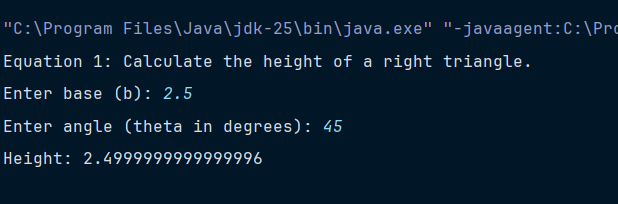 "C:\Program Files\Java\jdk-25\bin\java.exe" "-javaagent:C:\Pro
Equation 1: Calculate the height of a right triangle.
Enter base (b): 2.5
Enter angle (theta in degrees): 45
Height: 2.4999999999999996